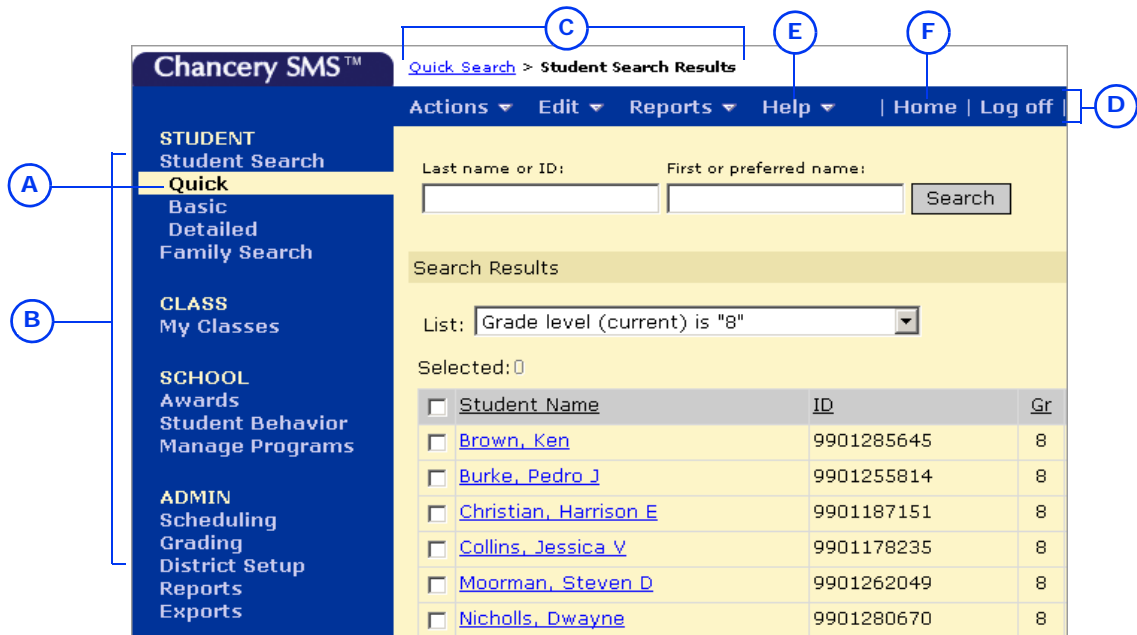 C
E
F
Chancery SMS™
Quick Search > Student Search Results
Actions Edit Reports Help | Home | Log off |
D
STUDENT
Student Search
Quick
Basic
Detailed
Family Search
A
B
CLASS
My Classes
SCHOOL
Awards
Student Behavior
Manage Programs
ADMIN
Scheduling
Grading
District Setup
Reports
Exports
Last name or ID: First or preferred name:
Search
Search Results
List: Grade level (current) is "8"
Selected: 0
Student Name ID Gr
Brown, Ken 9901285645 8
Burke, Pedro J 9901255814 8
Christian, Harrison E 9901187151 8
Collins, Jessica V 9901178235 8
Moorman, Steven D 9901262049 8
Nicholls, Dwayne 9901280670 8